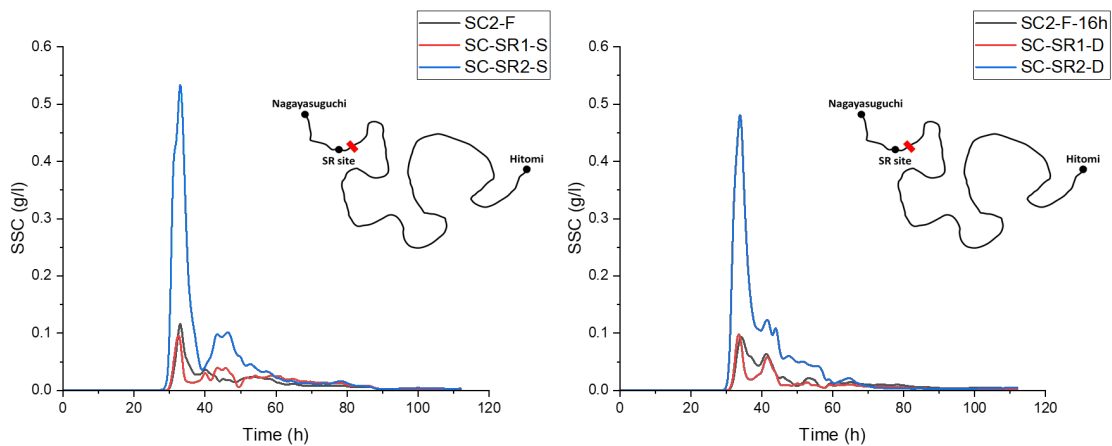 SC2-F
SC-SR1-S
SC-SR2-S
0.6
0.5
0.4
0.3
0.2
0.1
0.0
SSC (g/l)
0 20 40 60 80 100 120
Time (h)
Nagayasuguchi
SR site
Hitomi
SC2-F-16h
SC-SR1-D
SC-SR2-D
0.6
0.5
0.4
0.3
0.2
0.1
0.0
SSC (g/l)
0 20 40 60 80 100 120
Time (h)
Nagayasuguchi
SR site
Hitomi